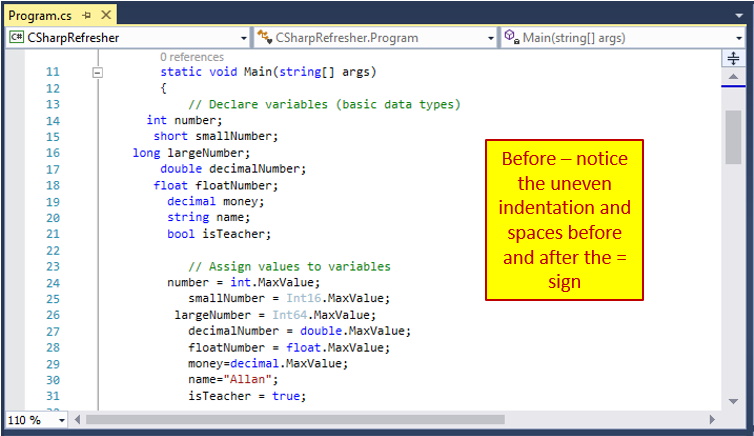 Program.cs
CSharpRefresher CSharpRefresher.Program Main(string[] args)
0 references
11 static void Main(string[] args)
12 {
13 // Declare variables (basic data types)
14 int number;
15 short smallNumber;
16 long largeNumber;
17 double decimalNumber;
18 float floatNumber;
19 decimal money;
20 string name;
21 bool isTeacher;
22
23 // Assign values to variables
24 number = int.MaxValue;
25 smallNumber = Int16.MaxValue;
26 largeNumber = Int64.MaxValue;
27 decimalNumber = double.MaxValue;
28 floatNumber = float.MaxValue;
29 money=decimal.MaxValue;
30 name="Allan";
31 isTeacher = true;
110 %
Before – notice
the uneven
indentation and
spaces before
and after the =
sign